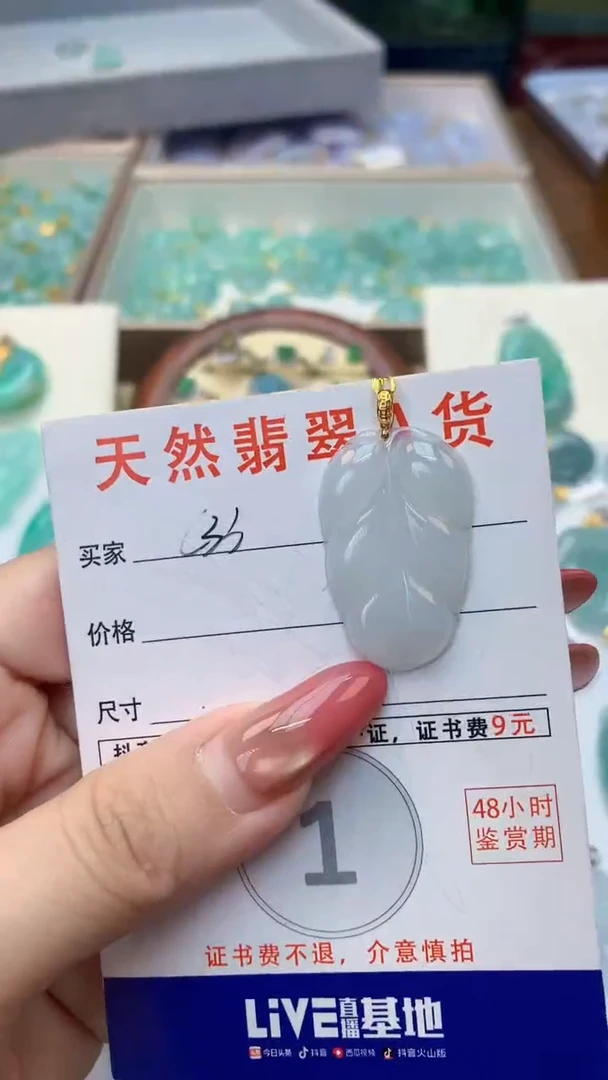 天然翡翠A货
买家
价格
尺寸
证，证书费9元
1
48小时
鉴赏期
证书费不退，介意慎拍
LiVE直播基地
今日头条 抖音 西瓜视频 抖音火山版